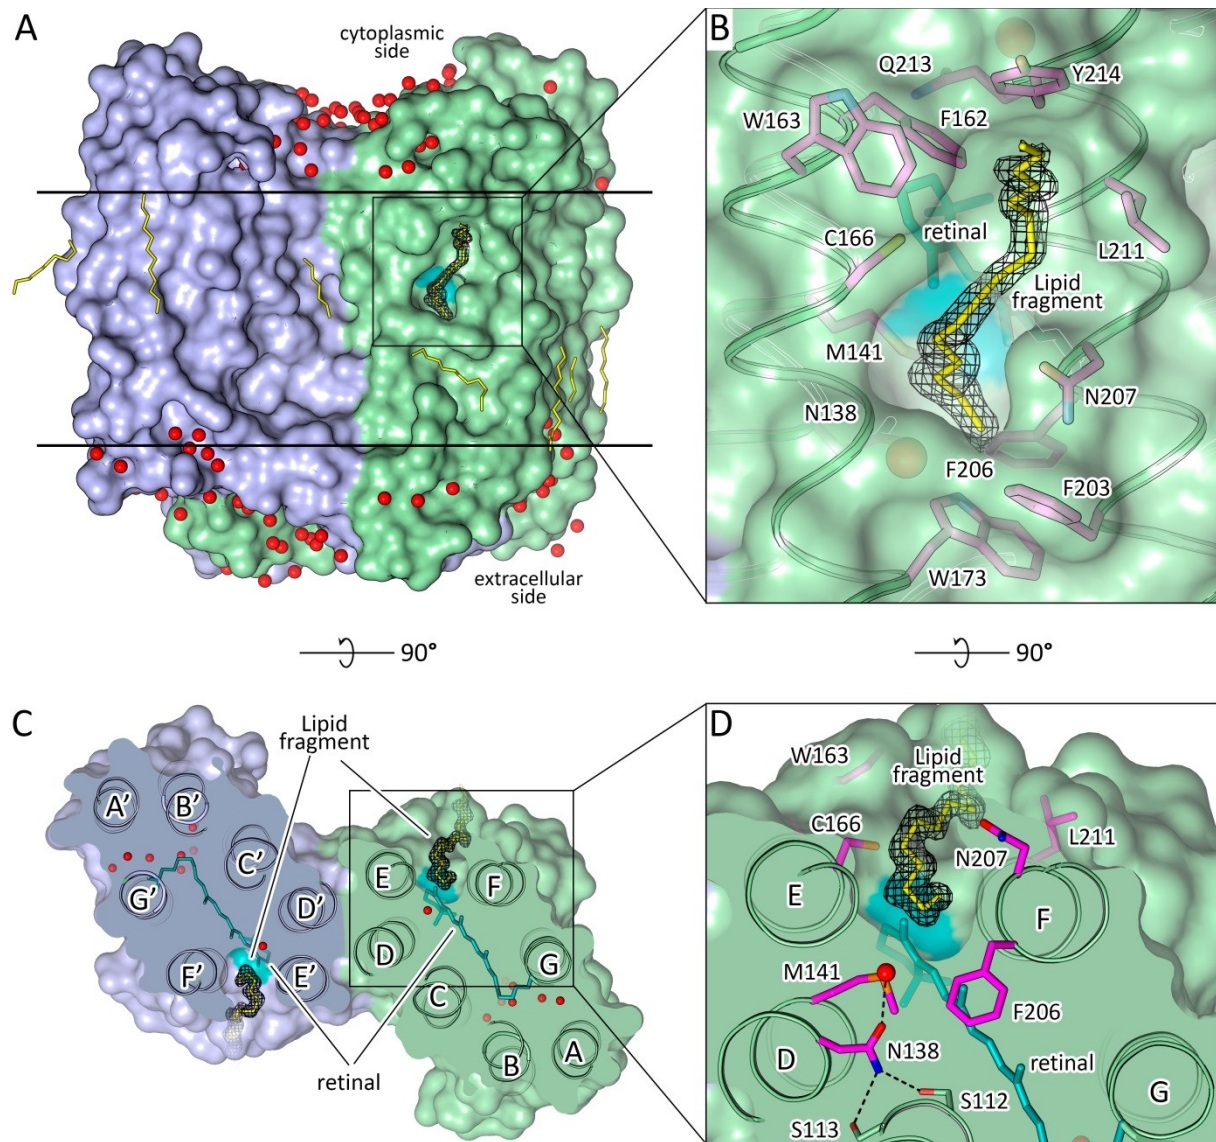 A
cytoplasmic
side
extracellular
side
B
Q213
Y214
W163
F162
C166
retinal
L211
Lipid
fragment
M141
N138
N207
F206
F203
W173
90°
90°
C
Lipid
fragment
A′
B′
C′
G′
D′
F′
E′
E
F
D
G
C
B
A
retinal
D
W163
Lipid
fragment
C166
N207
L211
E
F
M141
F206
D
N138
retinal
S112
G
S113